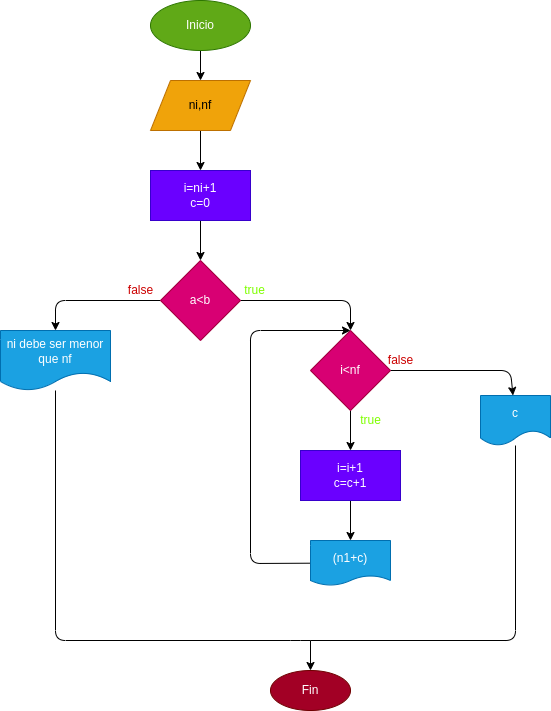 Inicio
ni,nf
i=ni+1
c=0
false
a<b
true
ni debe ser menor
que nf
i<nf
false
c
true
i=i+1
c=c+1
(n1+c)
Fin